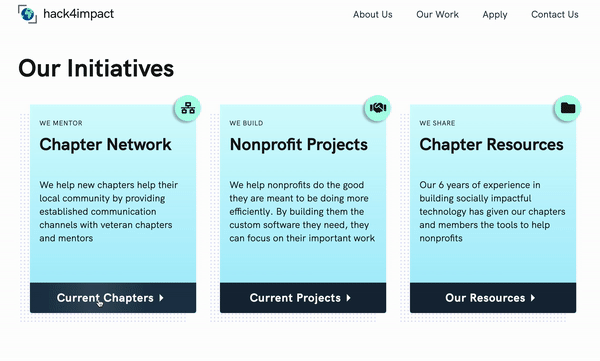 hack4impact
About Us
Our Work
Apply
Contact Us
Our Initiatives
WE MENTOR
Chapter Network
We help new chapters help their
local community by providing
established communication
channels with veteran chapters
and mentors
Current Chapters
WE BUILD
Nonprofit Projects
We help nonprofits do the good
they are meant to be doing more
efficiently. By building them the
custom software they need, they
can focus on their important work
Current Projects
WE SHARE
Chapter Resources
Our 6 years of experience in
building socially impactful
technology has given our chapters
and members the tools to help
nonprofits
Our Resources